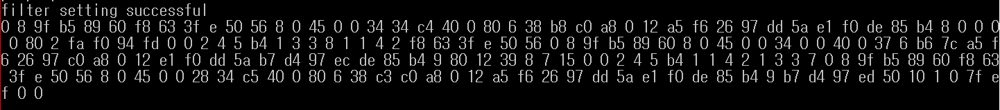 filter setting successful
0 8 9f b5 89 60 f8 63 3f e 50 56 8 0 45 0 0 34 34 c4 40 0 80 6 38 b8 c0 a8 0 12 a5 f6 26 97 dd 5a e1 f0 de 85 b4 8 0 0 0
0 80 2 fa f0 94 fd 0 0 2 4 5 b4 1 3 3 8 1 1 4 2 f8 63 3f e 50 56 0 8 9f b5 89 60 8 0 45 0 0 34 0 0 40 0 37 6 b6 7c a5 f
6 26 97 c0 a8 0 12 e1 f0 dd 5a b7 d4 97 ec de 85 b4 9 80 12 39 8 7 15 0 0 2 4 5 b4 1 1 4 2 1 3 3 7 0 8 9f b5 89 60 f8 63
3f e 50 56 8 0 45 0 0 28 34 c5 40 0 80 6 38 c3 c0 a8 0 12 a5 f6 26 97 dd 5a e1 f0 de 85 b4 9 b7 d4 97 ed 50 10 1 0 7f e
f 0 0